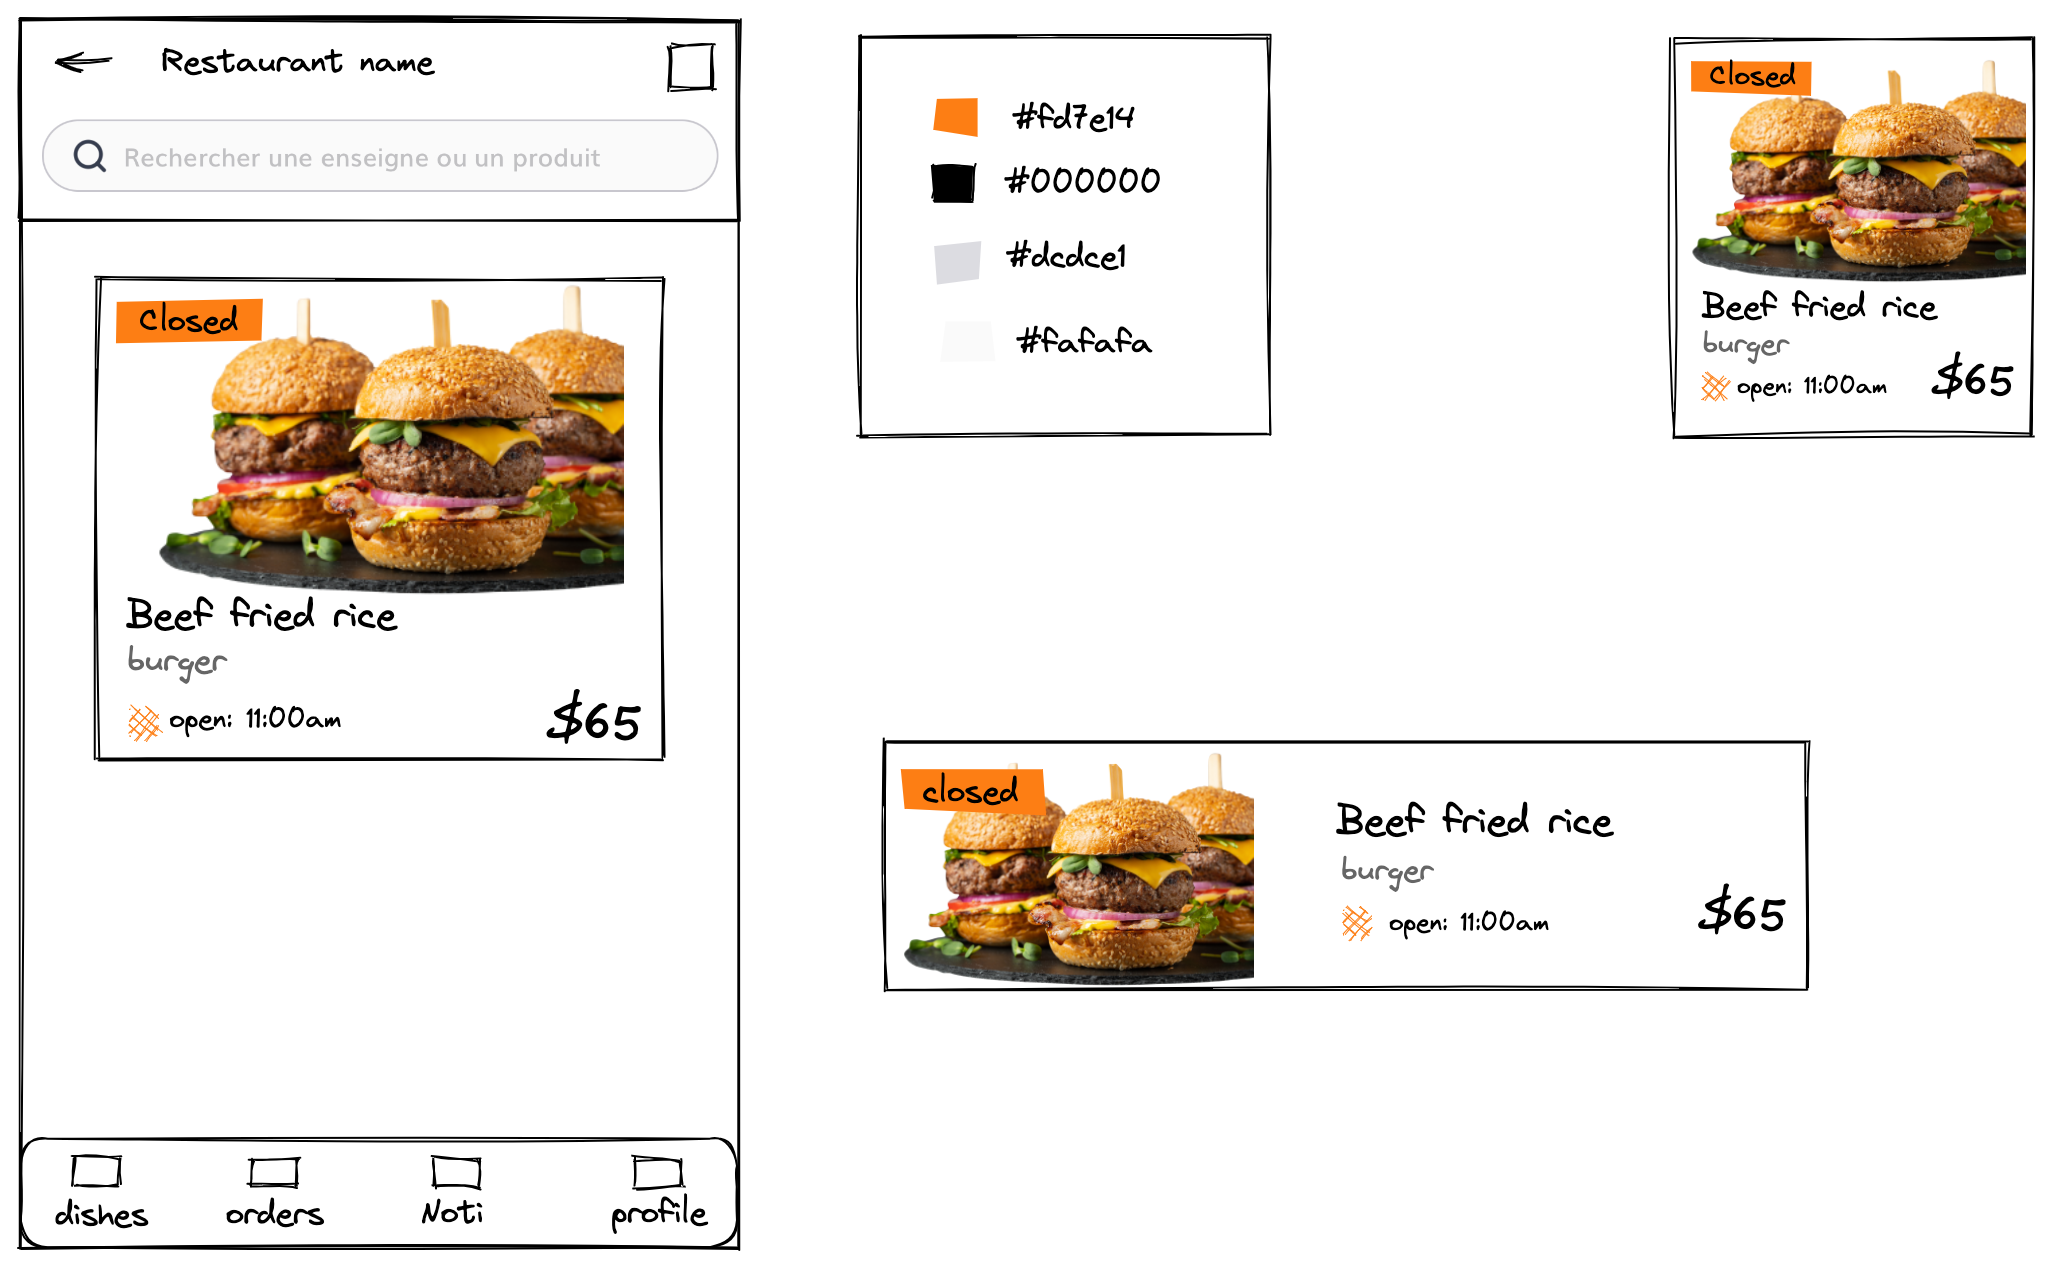 Restaurant name
Rechercher une enseigne ou un produit
Closed
Beef fried rice
burger
open: 11:00am
$65
dishes
orders
Noti
profile
#fd7e14
#000000
#dcdce1
#fafafa
Closed
Beef fried rice
burger
open: 11:00am
$65
closed
Beef fried rice
burger
open: 11:00am
$65